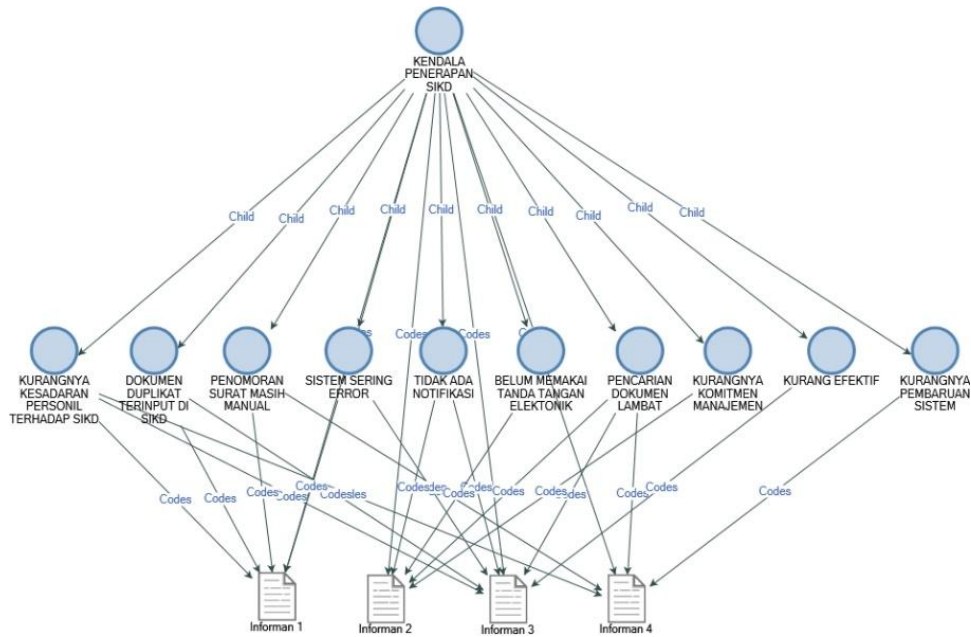 KENDALA
PENERAPAN
SIKD
Child
Child
Child
Child
Child
Child
Child
Child
Child
Child
Codes
Codes
KURANGNYA
KESADARAN
PERSONIL
TERHADAP SIKD
DOKUMEN
DUPLIKAT
TERINPUT DI
SIKD
PENOMORAN
SURAT MASIH
MANUAL
SISTEM SERING
ERROR
TIDAK ADA
NOTIFIKASI
BELUM MEMAKAI
TANDA TANGAN
ELEKTONIK
PENCARIAN
DOKUMEN
LAMBAT
KURANGNYA
KOMITMEN
MANAJEMEN
KURANG EFEKTIF
KURANGNYA
PEMBARUAN
SISTEM
Codes
Codes
Codes
Codes
Codes
Codes
Codes
Codes
Codes
Codes
Codes
Informan 1
Informan 2
Informan 3
Informan 4